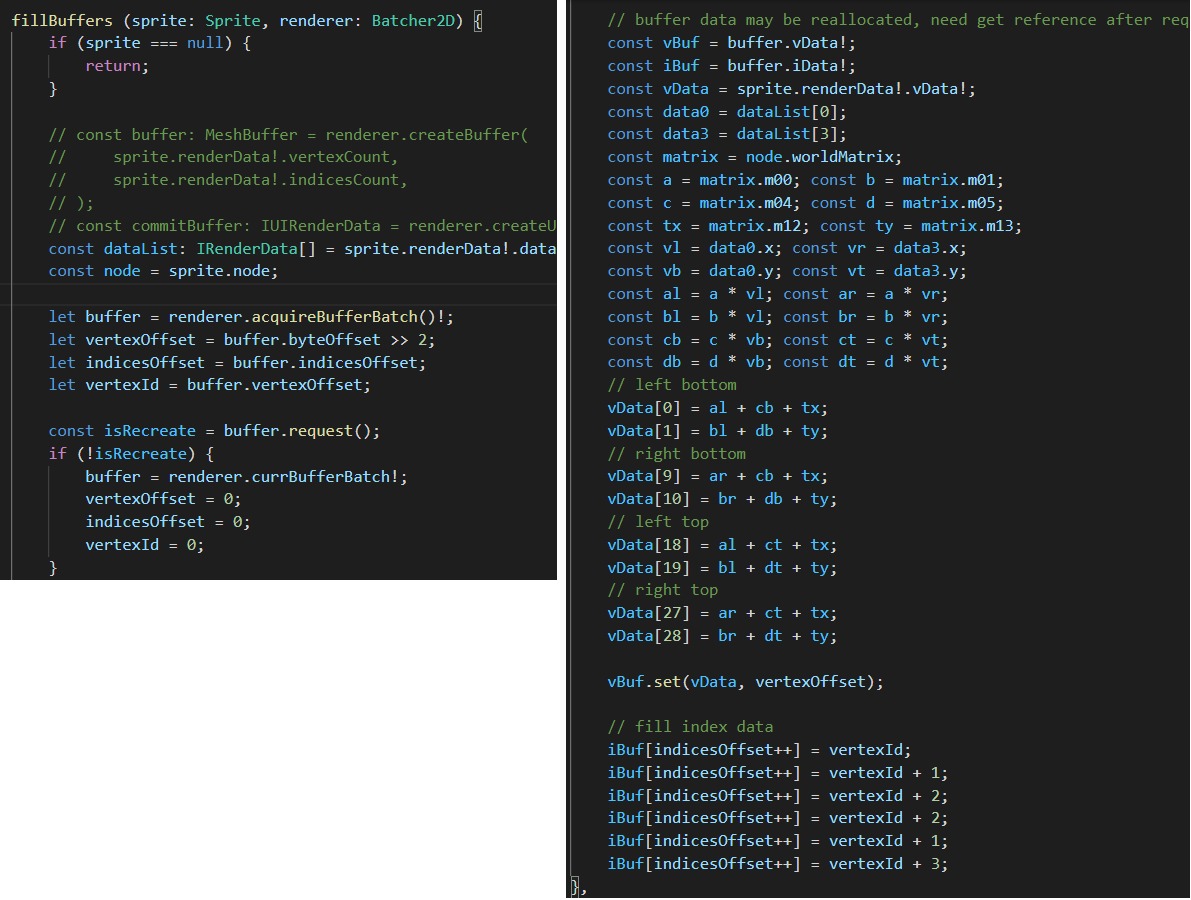 fillBuffers (sprite: Sprite, renderer: Batcher2D) {
if (sprite === null) {
return;
}
// const buffer: MeshBuffer = renderer.createBuffer(
//     sprite.renderData!.vertexCount,
//     sprite.renderData!.indicesCount,
// );
// const commitBuffer: IUIRenderData = renderer.createU
const dataList: IRenderData[] = sprite.renderData!.data
const node = sprite.node;
let buffer = renderer.acquireBufferBatch()!;
let vertexOffset = buffer.byteOffset >> 2;
let indicesOffset = buffer.indicesOffset;
let vertexId = buffer.vertexOffset;
const isRecreate = buffer.request();
if (!isRecreate) {
buffer = renderer.currBufferBatch!;
vertexOffset = 0;
indicesOffset = 0;
vertexId = 0;
}
// buffer data may be reallocated, need get reference after req
const vBuf = buffer.vData!;
const iBuf = buffer.iData!;
const vData = sprite.renderData!.vData!;
const data0 = dataList[0];
const data3 = dataList[3];
const matrix = node.worldMatrix;
const a = matrix.m00; const b = matrix.m01;
const c = matrix.m04; const d = matrix.m05;
const tx = matrix.m12; const ty = matrix.m13;
const vl = data0.x; const vr = data3.x;
const vb = data0.y; const vt = data3.y;
const al = a * vl; const ar = a * vr;
const bl = b * vl; const br = b * vr;
const cb = c * vb; const ct = c * vt;
const db = d * vb; const dt = d * vt;
// left bottom
vData[0] = al + cb + tx;
vData[1] = bl + db + ty;
// right bottom
vData[9] = ar + cb + tx;
vData[10] = br + db + ty;
// left top
vData[18] = al + ct + tx;
vData[19] = bl + dt + ty;
// right top
vData[27] = ar + ct + tx;
vData[28] = br + dt + ty;
vBuf.set(vData, vertexOffset);
// fill index data
iBuf[indicesOffset++] = vertexId;
iBuf[indicesOffset++] = vertexId + 1;
iBuf[indicesOffset++] = vertexId + 2;
iBuf[indicesOffset++] = vertexId + 2;
iBuf[indicesOffset++] = vertexId + 1;
iBuf[indicesOffset++] = vertexId + 3;
},